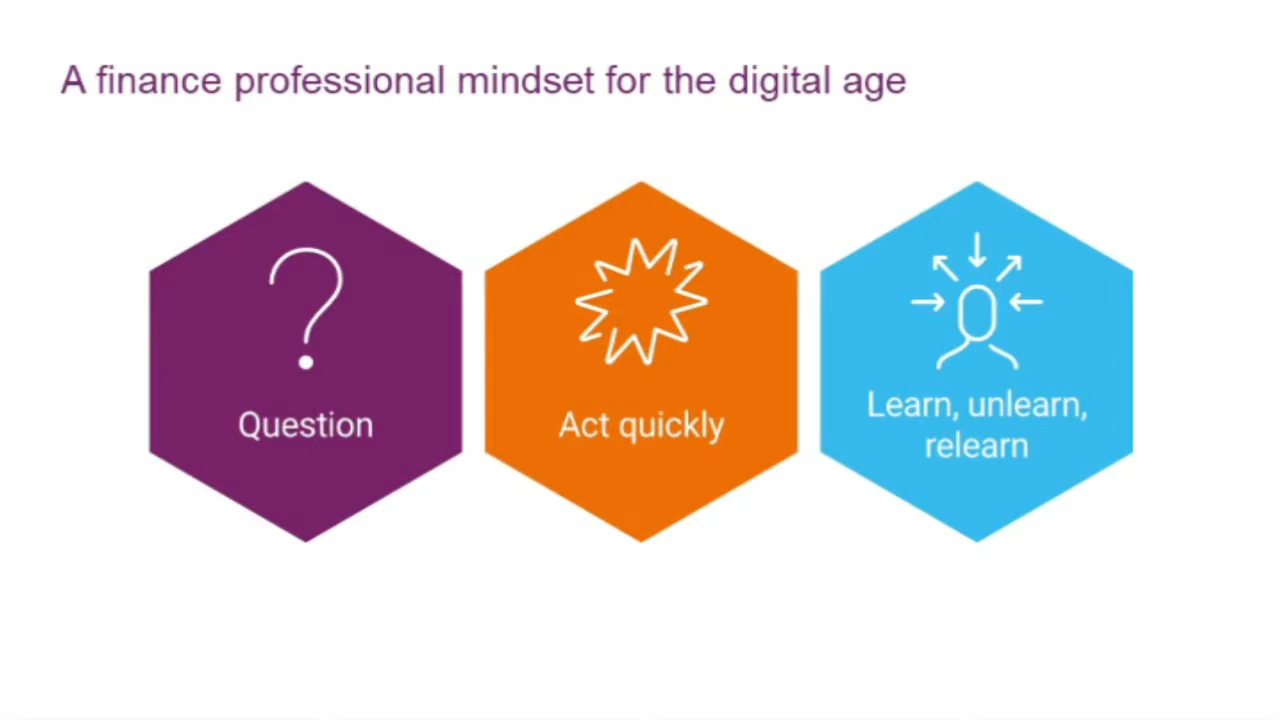 A finance professional mindset for the digital age
Question
Act quickly
Learn, unlearn,
relearn